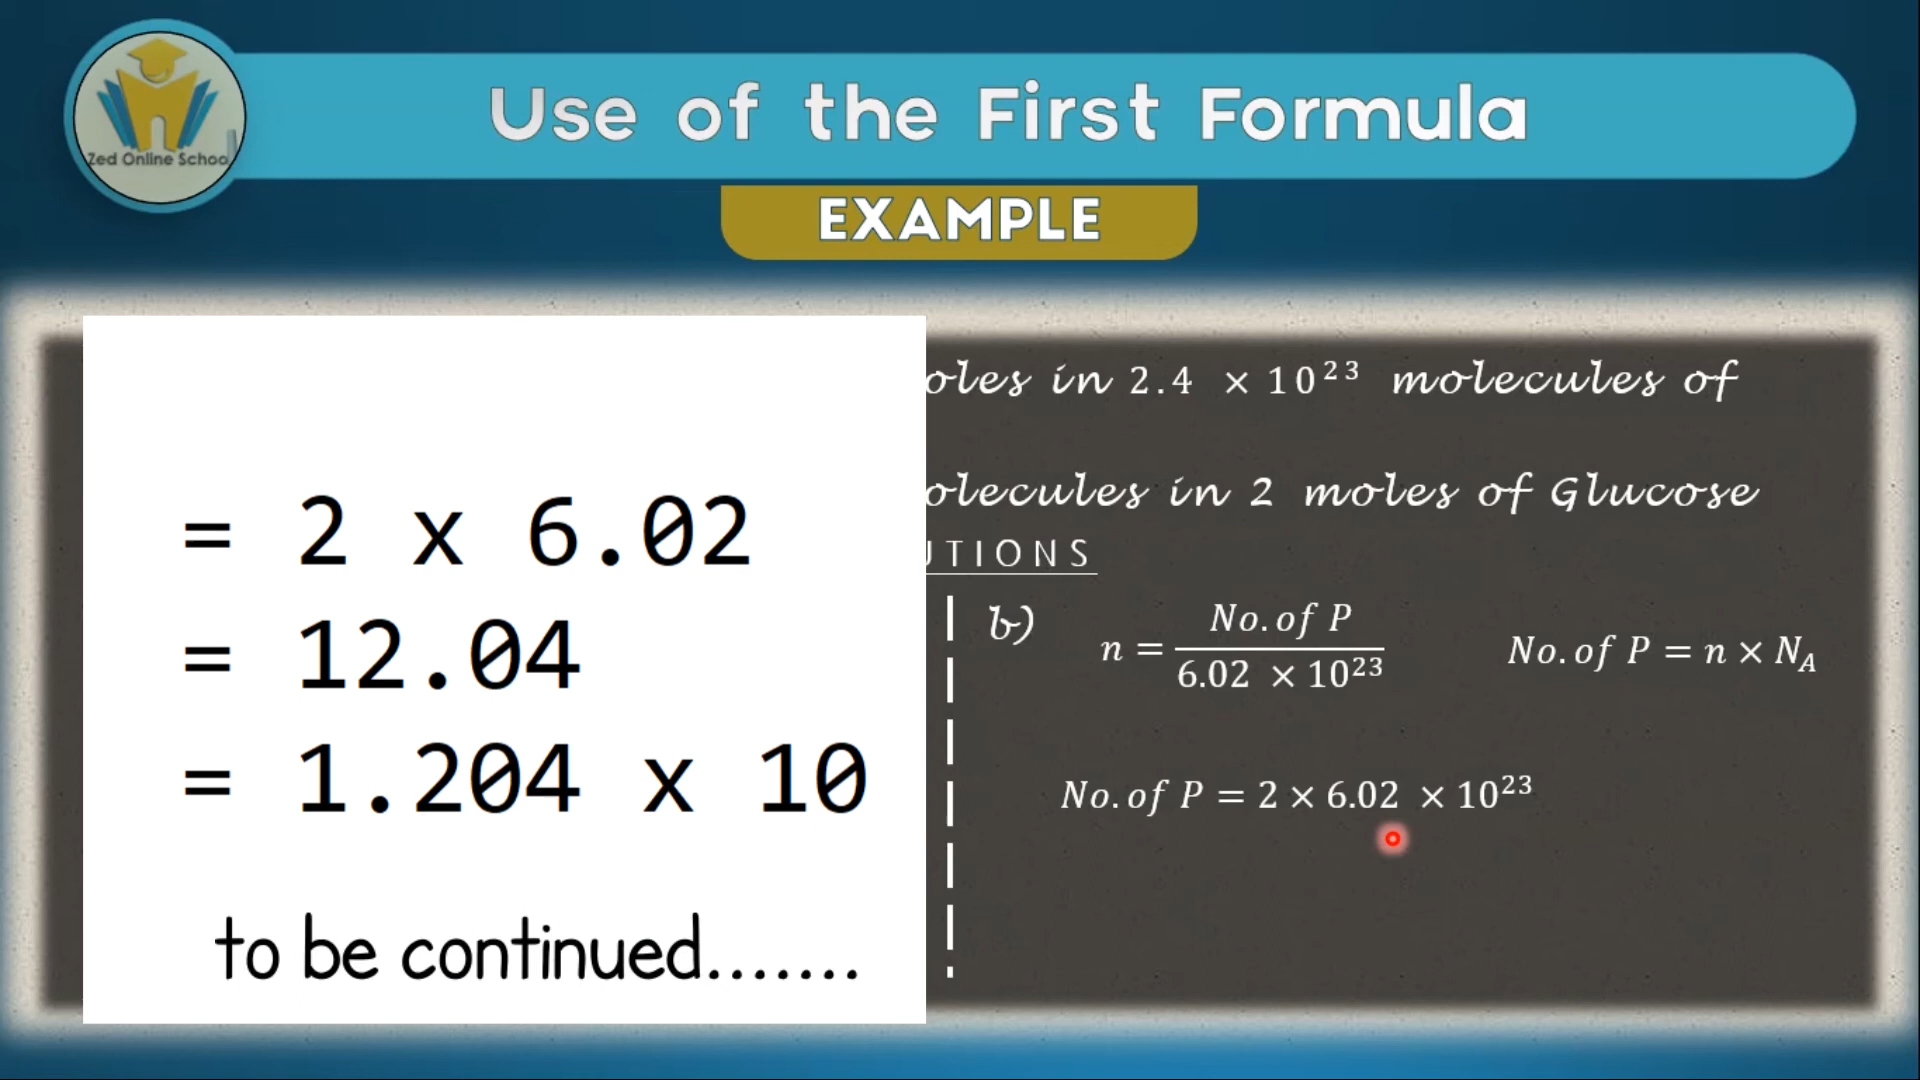 Zed Online School
Use of the First Formula
EXAMPLE
= 2 x 6.02
= 12.04
= 1.204 x 10
to be continued.......
oles in 2.4 × 10²³ molecules of
olecules in 2 moles of Glucose
UTIONS
b)
n = No. of P / 6.02 × 10²³
No. of P = n × N_A
No. of P = 2 × 6.02 × 10²³